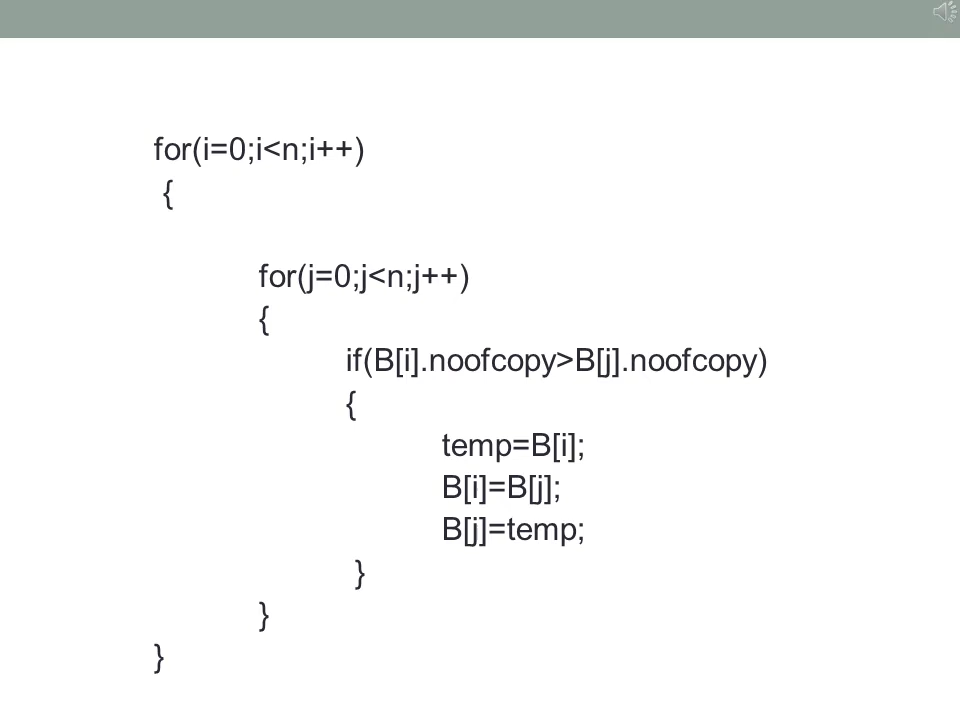 for(i=0;i<n;i++)
{
for(j=0;j<n;j++)
{
if(B[i].noofcopy>B[j].noofcopy)
{
temp=B[i];
B[i]=B[j];
B[j]=temp;
}
}
}